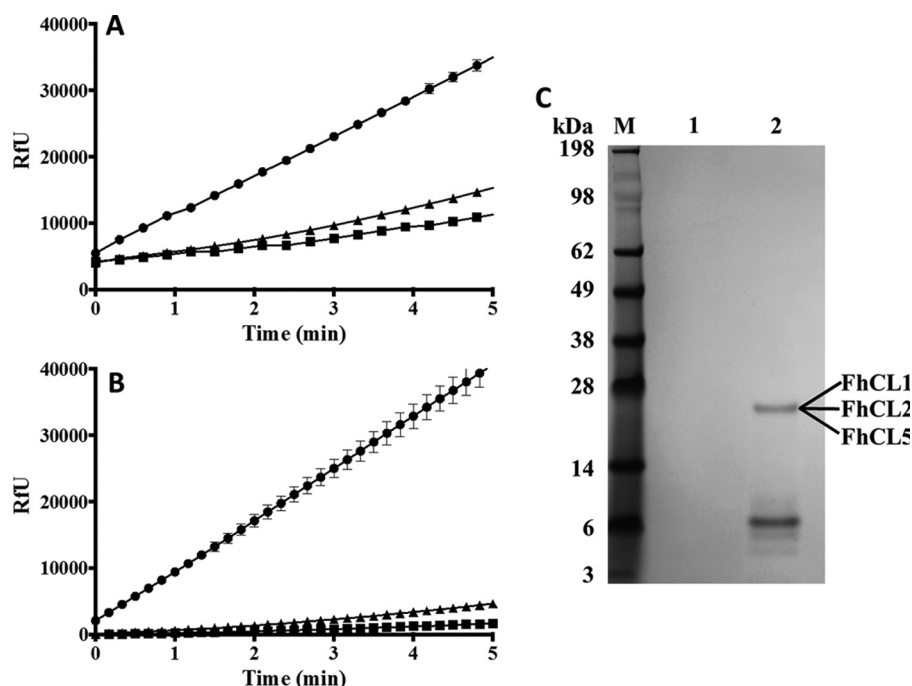 A
40000
30000
20000
10000
0
RfU
0 1 2 3 4 5
Time (min)
B
40000
30000
20000
10000
0
RfU
0 1 2 3 4 5
Time (min)
C
kDa M 1 2
198
98
62
49
38
28
14
6
3
FhCL1
FhCL2
FhCL5